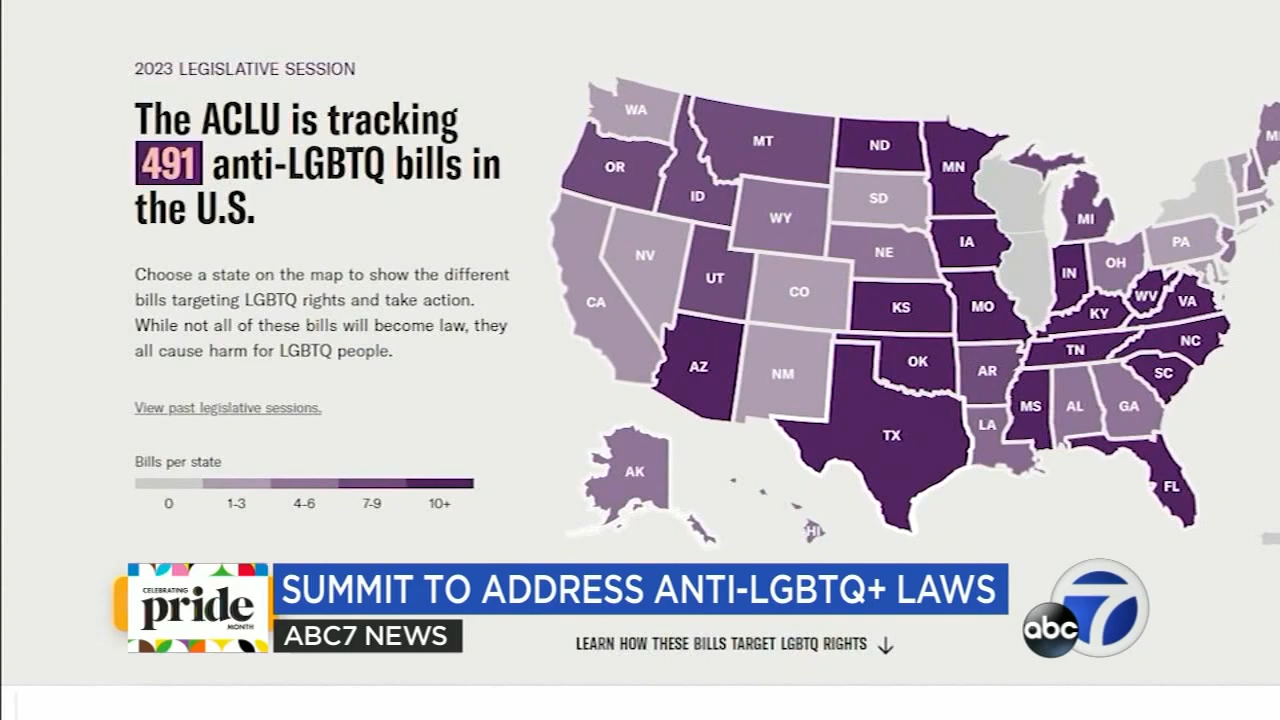 2023 LEGISLATIVE SESSION
The ACLU is tracking
491 anti-LGBTQ bills in
the U.S.
Choose a state on the map to show the different
bills targeting LGBTQ rights and take action.
While not all of these bills will become law, they
all cause harm for LGBTQ people.
View past legislative sessions.
Bills per state
0 1-3 4-6 7-9 10+
WA
MT
ND
MN
OR
ID
WY
SD
MI
NV
UT
NE
IA
PA
CA
CO
KS
MO
IN
OH
WV
VA
KY
AZ
NM
OK
AR
TN
NC
SC
TX
LA
MS
AL
GA
AK
HI
FL
CELEBRATING
pride
MONTH
SUMMIT TO ADDRESS ANTI-LGBTQ+ LAWS
ABC7 NEWS
LEARN HOW THESE BILLS TARGET LGBTQ RIGHTS
abc 7